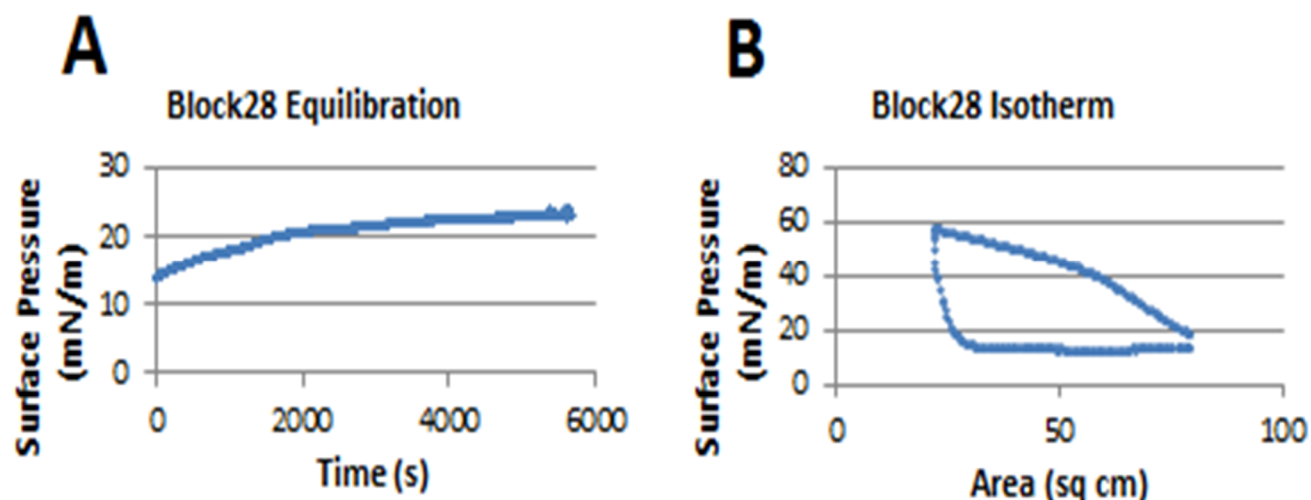 A
Block28 Equilibration
30
20
10
0
0 2000 4000 6000
Surface Pressure
(mN/m)
Time (s)
B
Block28 Isotherm
80
60
40
20
0
0 50 100
Surface Pressure
(mN/m)
Area (sq cm)